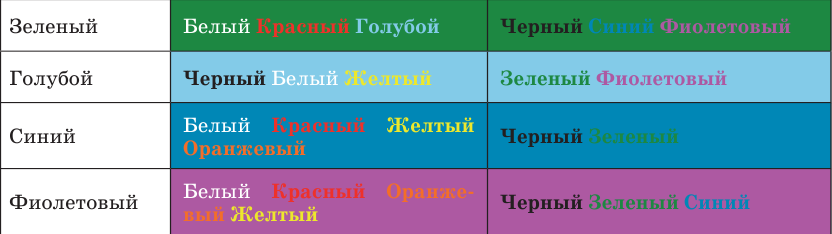 Зеленый Белый Красный Голубой Черный Синий Фиолетовый
Голубой Черный Белый Желтый Зеленый Фиолетовый
Синий Белый Красный Желтый
Оранжевый Черный Зеленый
Фиолетовый Белый Красный Оранже-
вый Желтый Черный Зеленый Синий